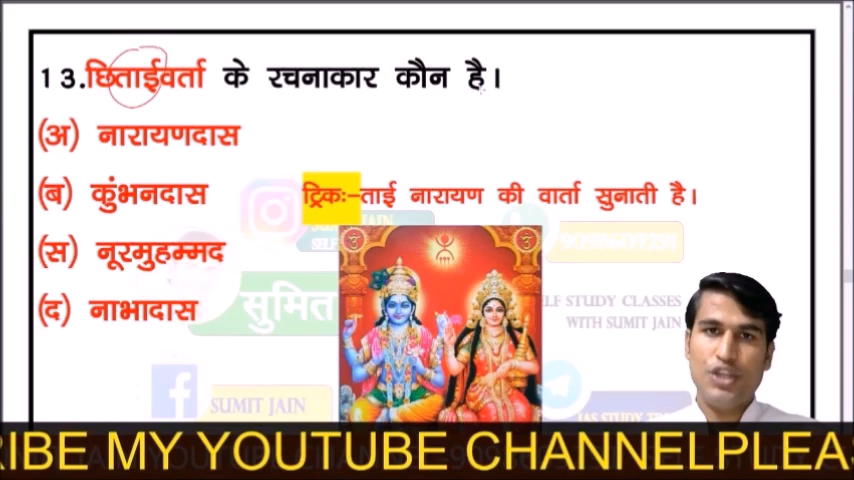 13.छिताईवर्ता के रचनाकार कौन है।
(अ) नारायणदास
(ब) कुंभनदास
ट्रिकः–ताई नारायण की वार्ता सुनाती है।
(स) नूरमुहम्मद
(द) नाभादास
सुमित
SELF STUDY CLASSES
WITH SUMIT JAIN
SUMIT JAIN
RIBE MY YOUTUBE CHANNELPLEAS